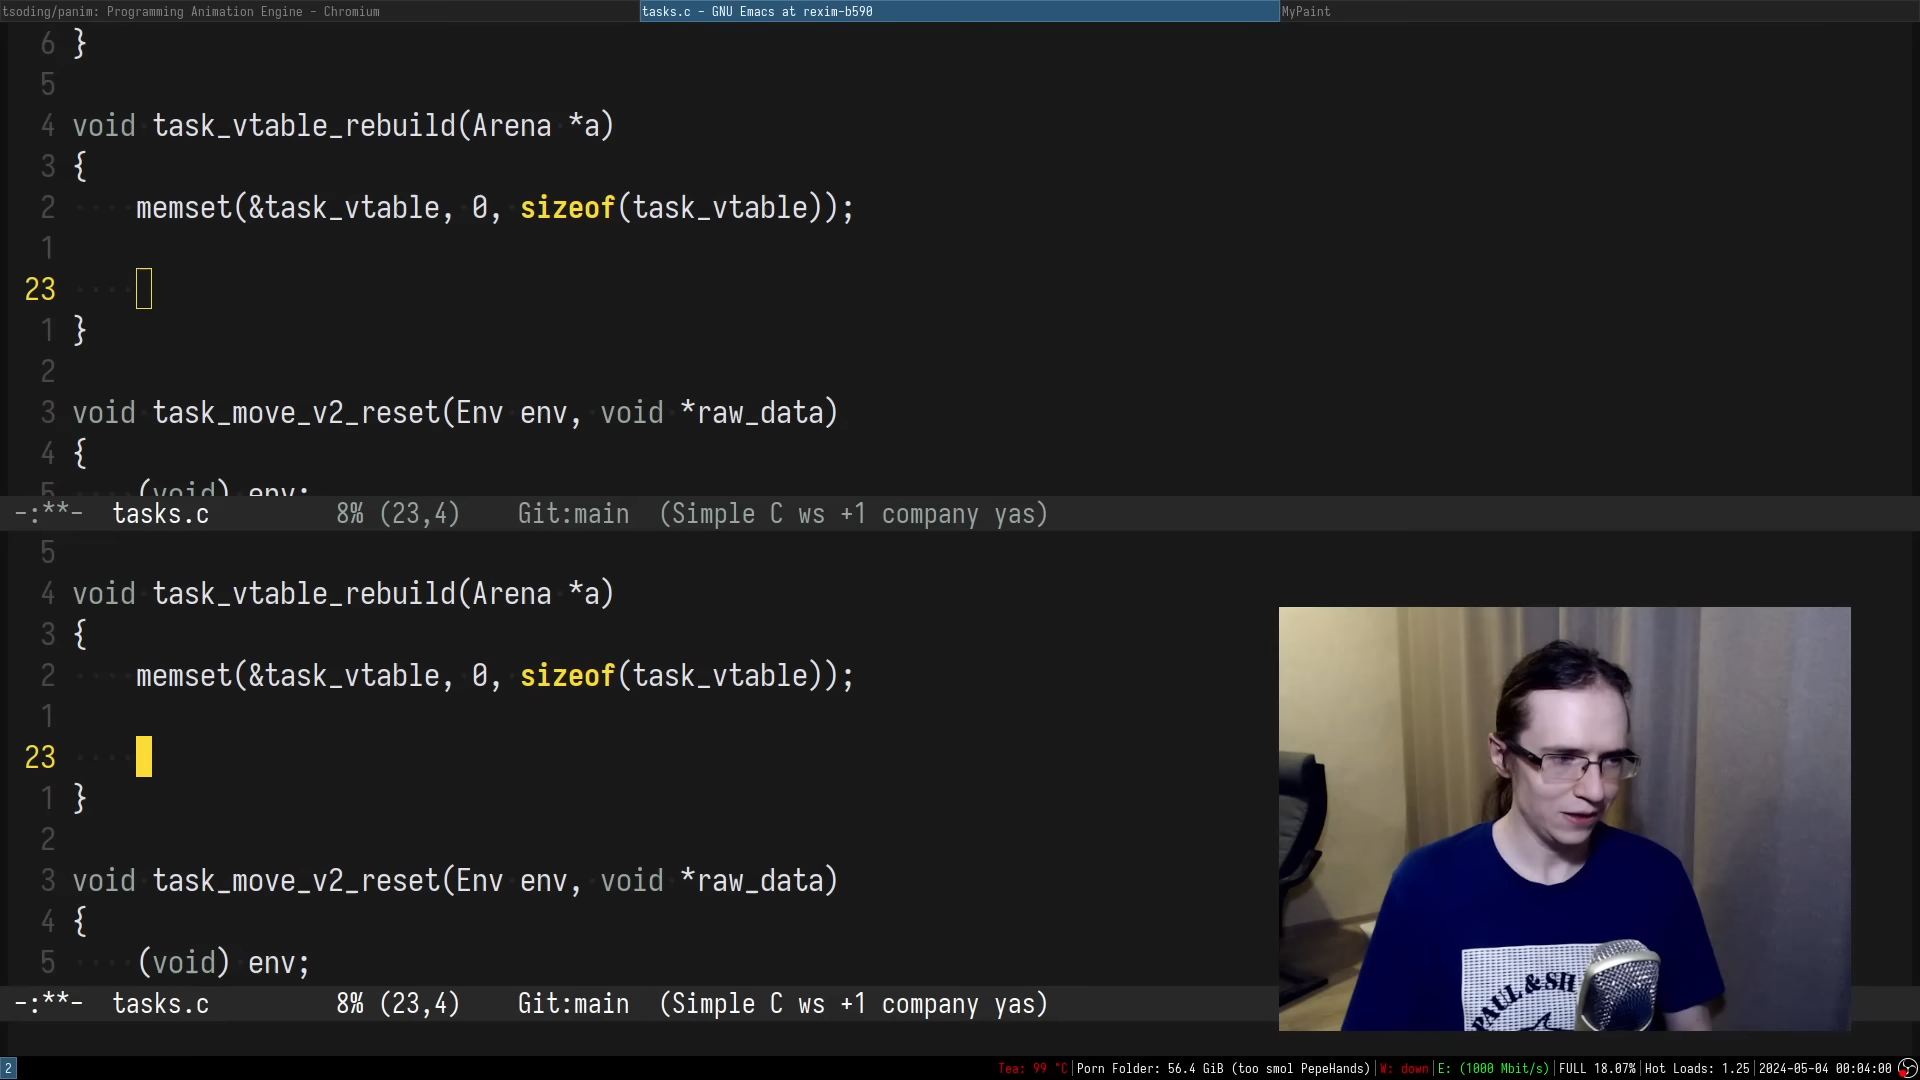 tsoding/panim: Programming Animation Engine - Chromium
tasks.c - GNU Emacs at rexim-b590
MyPaint
6 }
5
4 void task_vtable_rebuild(Arena *a)
3 {
2 memset(&task_vtable, 0, sizeof(task_vtable));
1
23
1 }
2
3 void task_move_v2_reset(Env env, void *raw_data)
4 {
5 (void) env;
-:**- tasks.c 8% (23,4) Git:main (Simple C ws +1 company yas)
5
4 void task_vtable_rebuild(Arena *a)
3 {
2 memset(&task_vtable, 0, sizeof(task_vtable));
1
23
1 }
2
3 void task_move_v2_reset(Env env, void *raw_data)
4 {
5 (void) env;
-:**- tasks.c 8% (23,4) Git:main (Simple C ws +1 company yas)
PAUL & SH
2
Tea: 99 °C|Porn Folder: 56.4 GiB (too smol PepeHands)|W: down|E: (1000 Mbit/s)|FULL 18.07%|Hot Loads: 1.25|2024-05-04 00:04:00